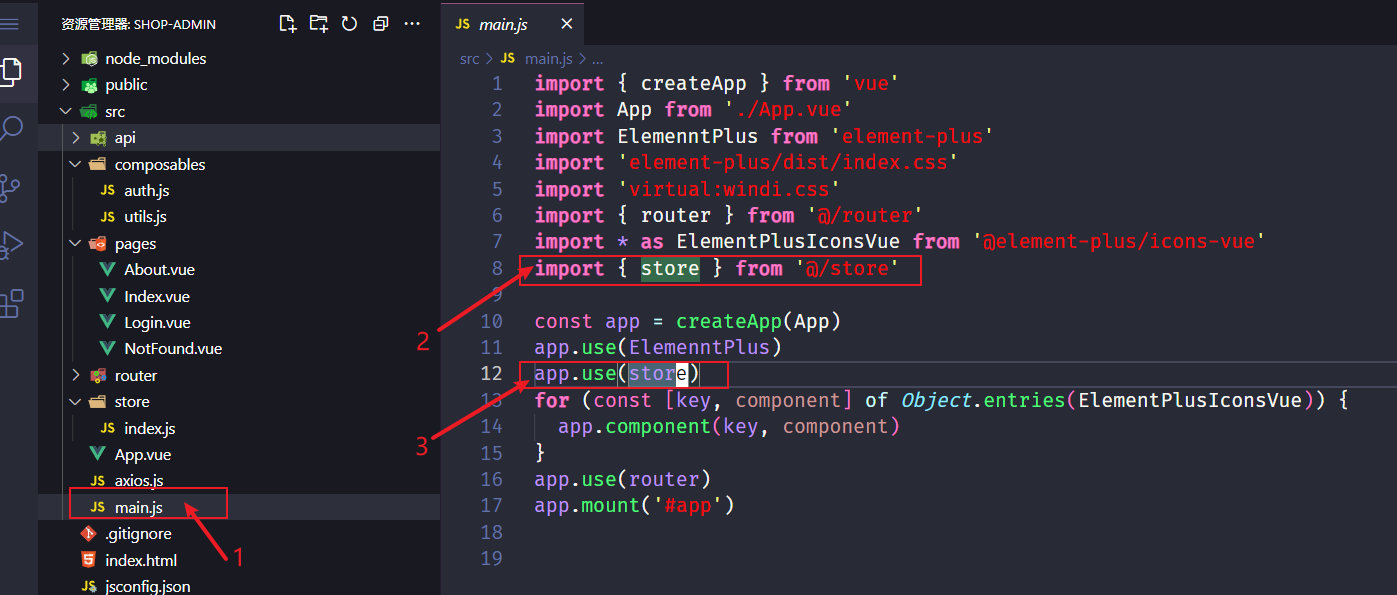 资源管理器: SHOP-ADMIN
node_modules
public
src
api
composables
JS auth.js
JS utils.js
pages
About.vue
Index.vue
Login.vue
NotFound.vue
router
store
JS index.js
App.vue
JS axios.js
JS main.js
1
.gitignore
index.html
JS jsconfig.json
JS main.js
src > JS main.js > ...
1 import { createApp } from 'vue'
2 import App from './App.vue'
3 import ElemenntPlus from 'element-plus'
4 import 'element-plus/dist/index.css'
5 import 'virtual:windi.css'
6 import { router } from '@/router'
7 import * as ElementPlusIconsVue from '@element-plus/icons-vue'
8 import { store } from '@/store'
9
2
10 const app = createApp(App)
11 app.use(ElemenntPlus)
12 app.use(store)
13 for (const [key, component] of Object.entries(ElementPlusIconsVue)) {
14 app.component(key, component)
3
15 }
16 app.use(router)
17 app.mount('#app')
18
19